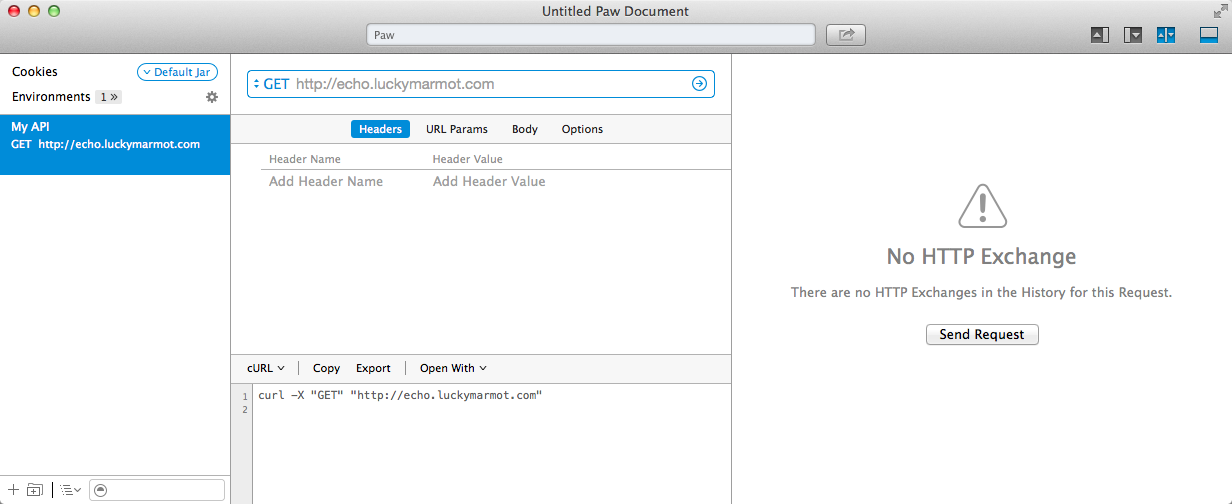 Untitled Paw Document
Paw
Cookies
Default Jar
Environments 1 »
My API
GET http://echo.luckymarmot.com
GET http://echo.luckymarmot.com
Headers URL Params Body Options
Header Name Header Value
Add Header Name Add Header Value
cURL Copy Export Open With
1 curl -X "GET" "http://echo.luckymarmot.com"
2
No HTTP Exchange
There are no HTTP Exchanges in the History for this Request.
Send Request